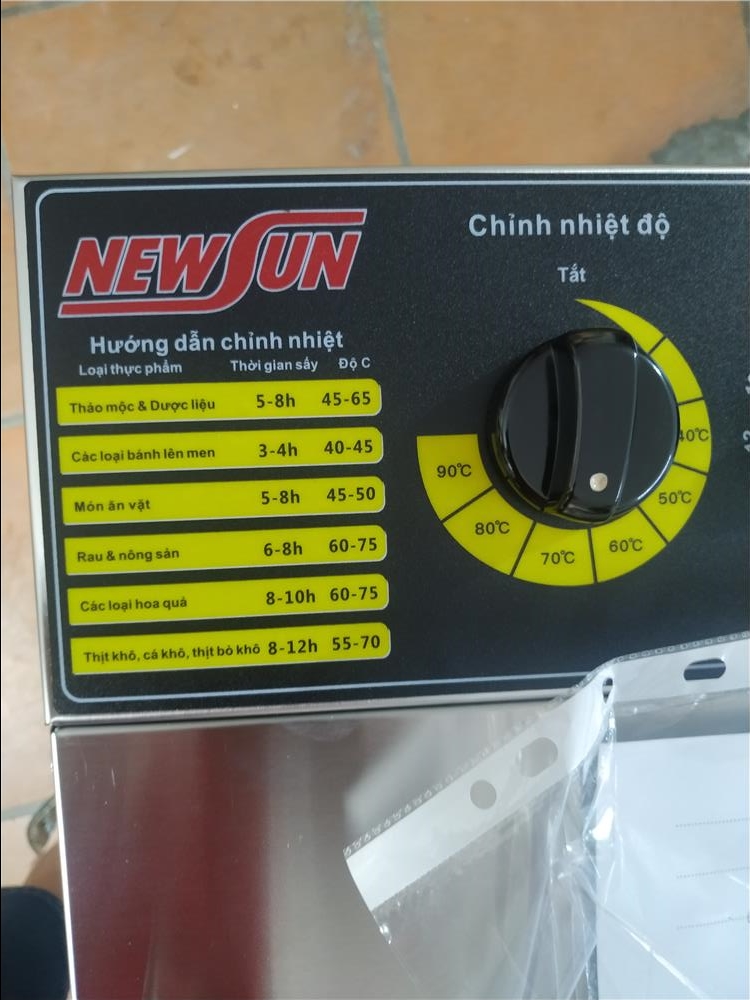 NEWSUN
Hướng dẫn chỉnh nhiệt
Loại thực phẩm Thời gian sấy Độ C
Thảo mộc & Dược liệu 5-8h 45-65
Các loại bánh lên men 3-4h 40-45
Món ăn vặt 5-8h 45-50
Rau & nông sản 6-8h 60-75
Các loại hoa quả 8-10h 60-75
Thịt khô, cá khô, thịt bò khô 8-12h 55-70
Chỉnh nhiệt độ
Tắt
40℃
50℃
60℃
70℃
80℃
90℃